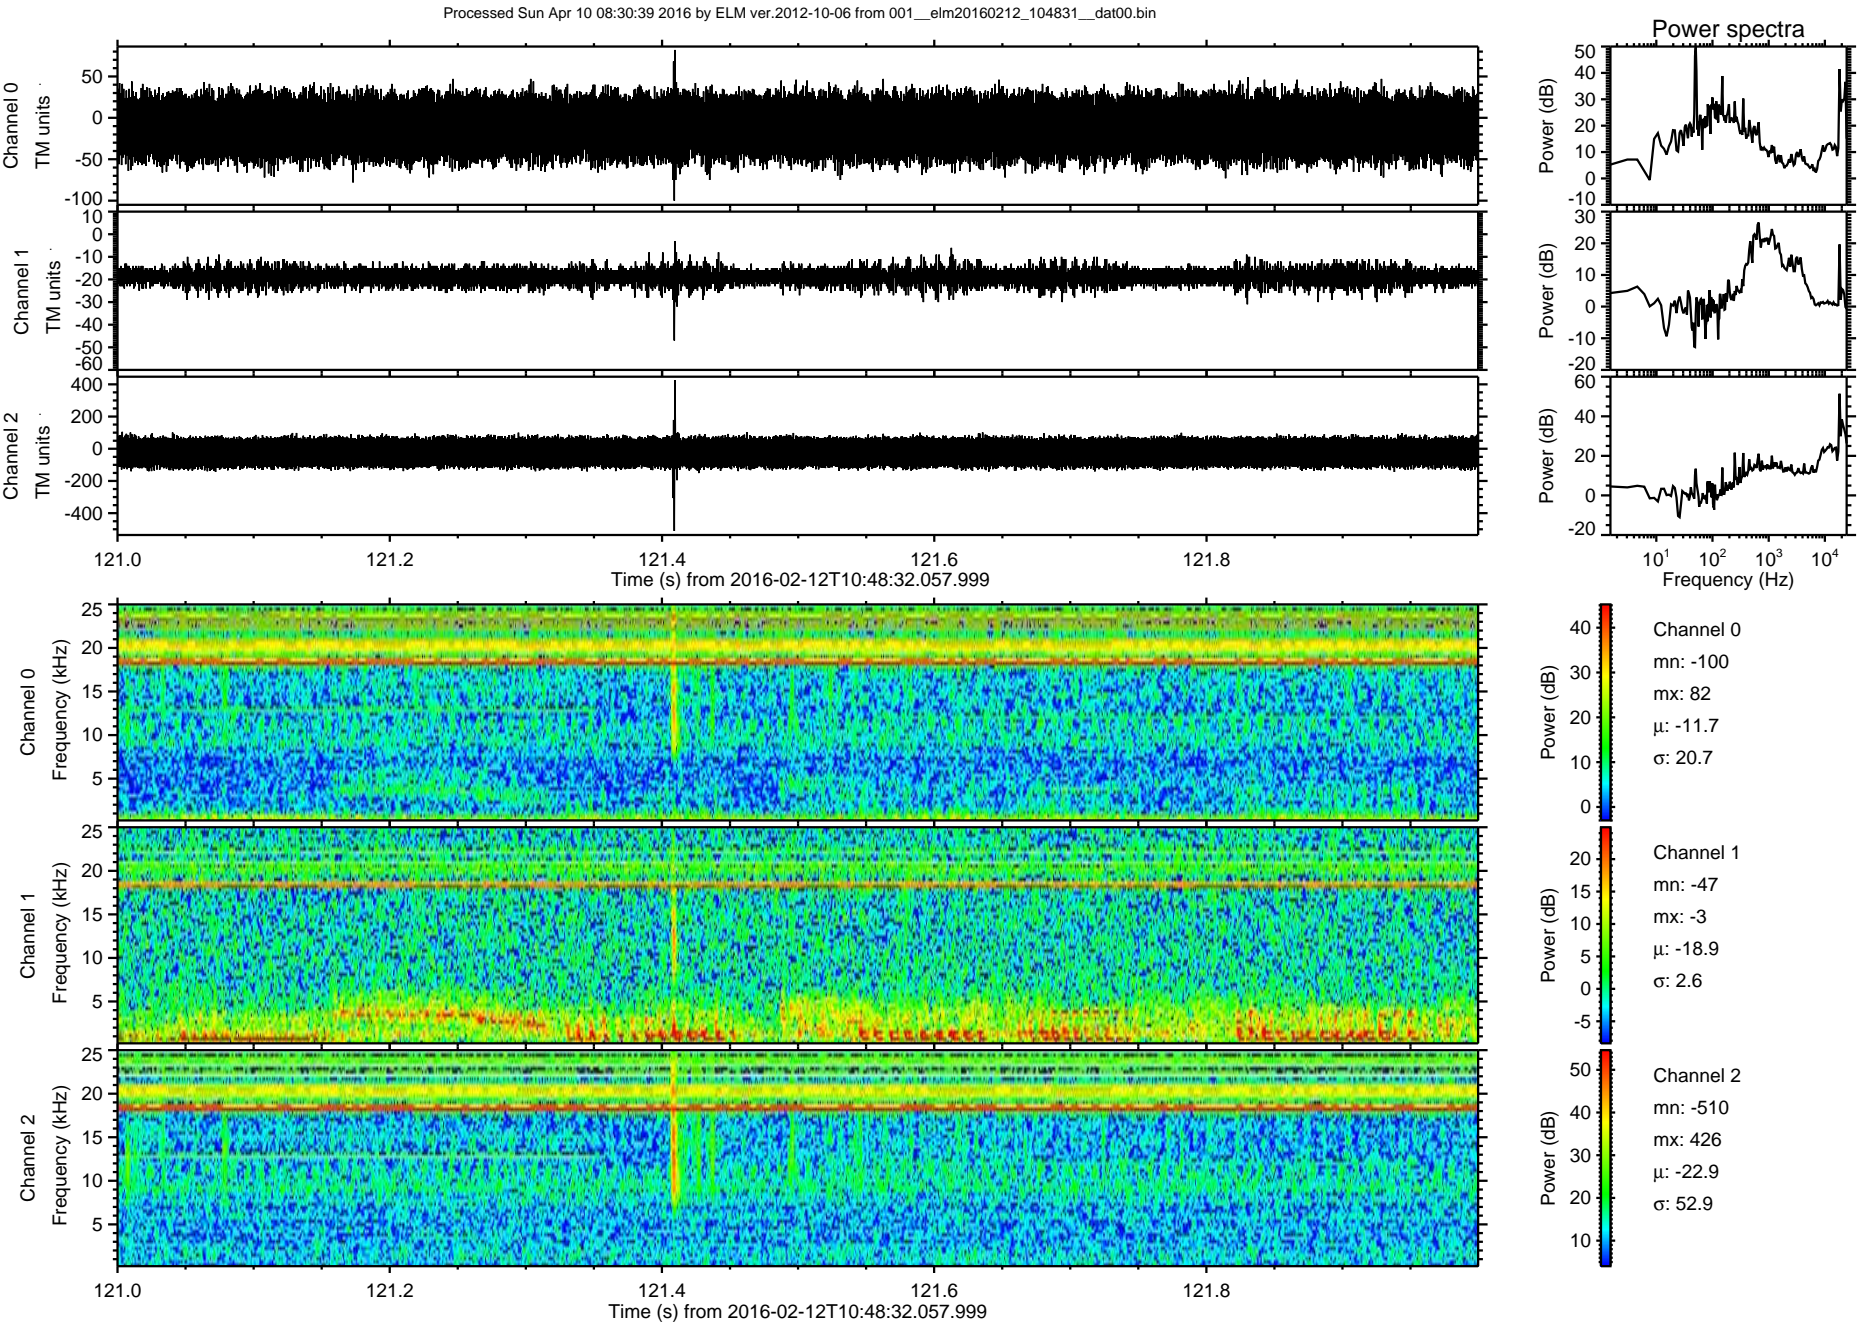 Processed Sun Apr 10 08:30:39 2016 by ELM ver.2012-10-06 from 001__elm20160212_104831__dat00.bin
Power spectra
Channel 0
TM units
50
0
-50
-100
Power (dB)
50
40
30
20
10
0
-10
Channel 1
TM units
10
0
-10
-20
-30
-40
-50
-60
Power (dB)
30
20
10
0
-10
-20
Channel 2
TM units
400
200
0
-200
-400
Power (dB)
60
40
20
0
-20
121.0 121.2 121.4 121.6 121.8
Time (s) from 2016-02-12T10:48:32.057.999
10¹ 10² 10³ 10⁴
Frequency (Hz)
Channel 0
Frequency (kHz)
25
20
15
10
5
Power (dB)
40
30
20
10
0
Channel 0
mn: -100
mx: 82
μ: -11.7
σ: 20.7
Channel 1
Frequency (kHz)
25
20
15
10
5
Power (dB)
20
15
10
5
0
-5
Channel 1
mn: -47
mx: -3
μ: -18.9
σ: 2.6
Channel 2
Frequency (kHz)
25
20
15
10
5
Power (dB)
50
40
30
20
10
Channel 2
mn: -510
mx: 426
μ: -22.9
σ: 52.9
121.0 121.2 121.4 121.6 121.8
Time (s) from 2016-02-12T10:48:32.057.999